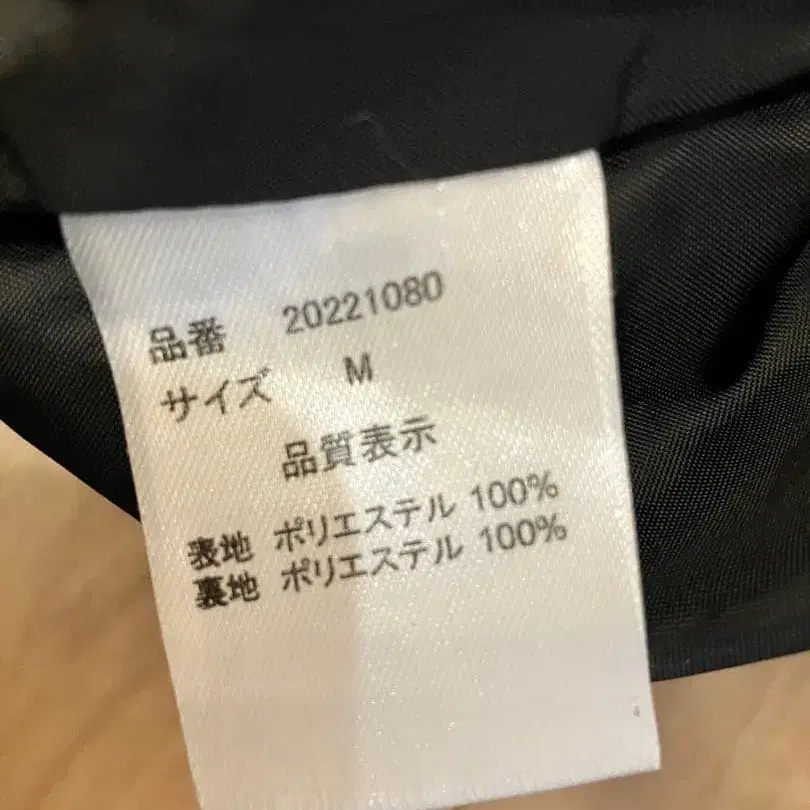 品番 20221080
サイズ M
品質表示
表地 ポリエステル 100%
裏地 ポリエステル 100%